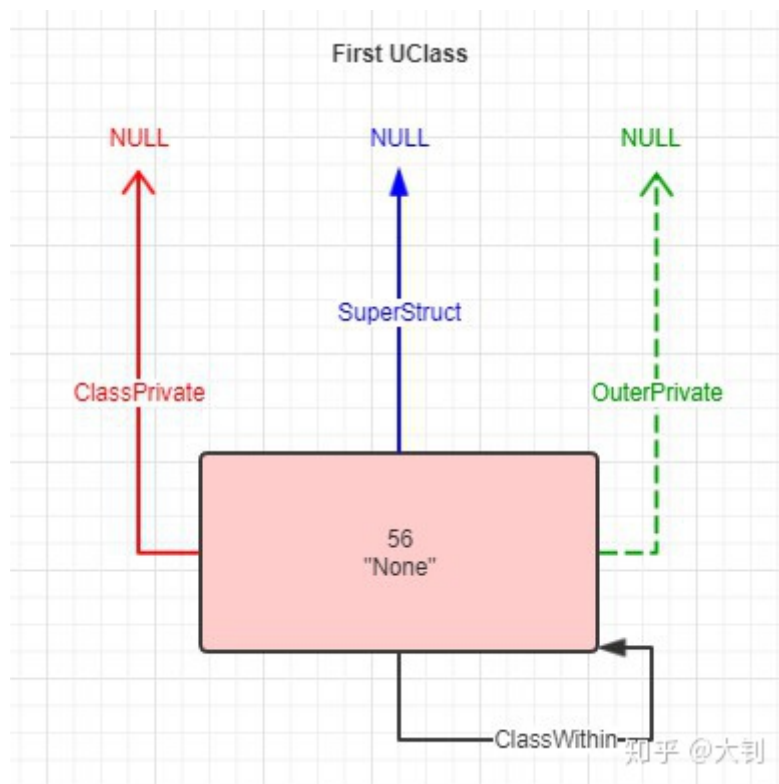 First UClass
NULL
NULL
NULL
SuperStruct
ClassPrivate
OuterPrivate
56
"None"
ClassWithin
知乎 @大钊